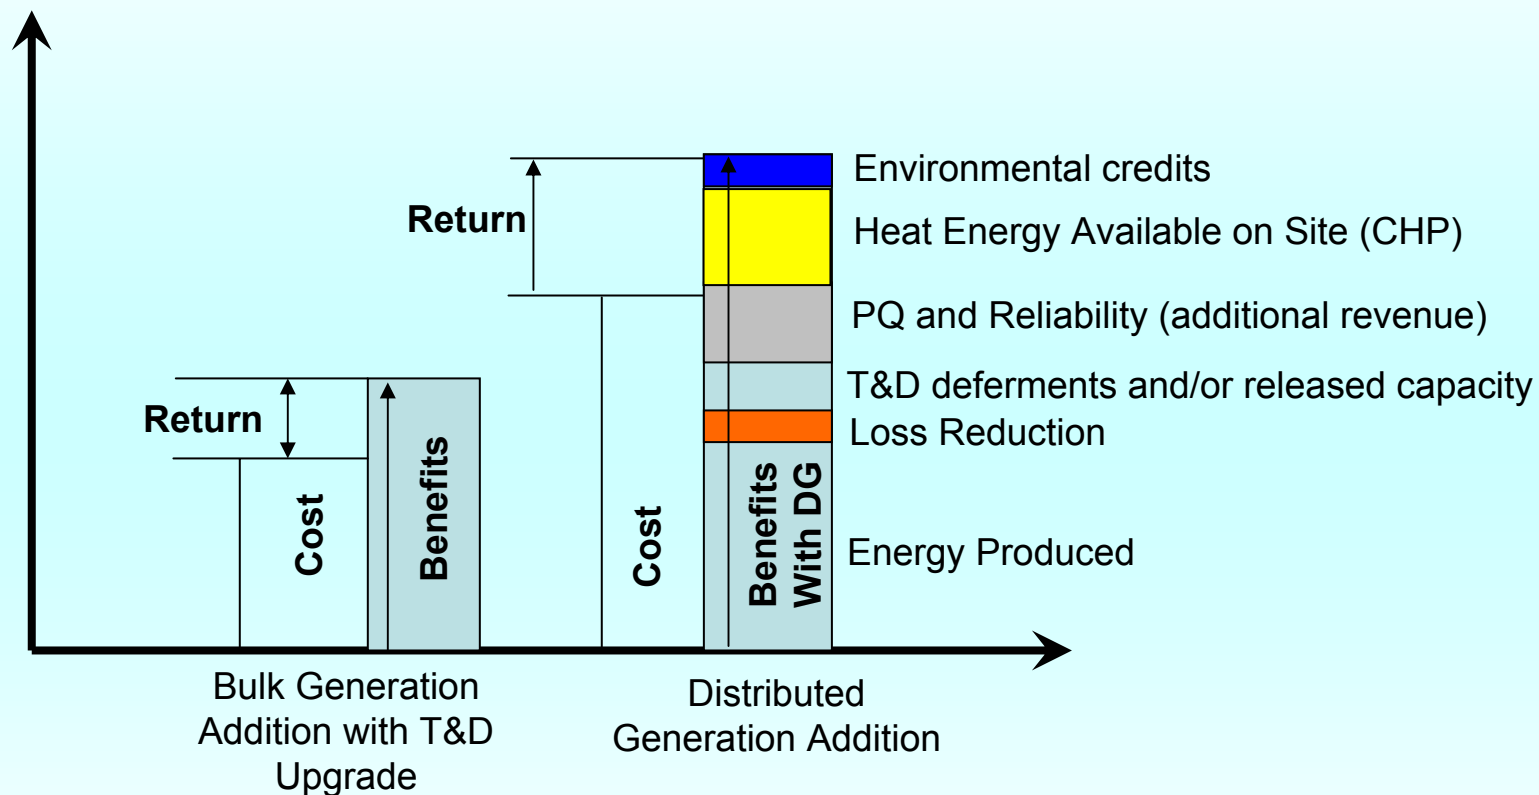 Environmental credits
Return
Heat Energy Available on Site (CHP)
PQ and Reliability (additional revenue)
T&D deferments and/or released capacity
Return
Loss Reduction
Cost
Benefits
Cost
Benefits
With DG
Energy Produced
Bulk Generation
Addition with T&D
Upgrade
Distributed
Generation Addition